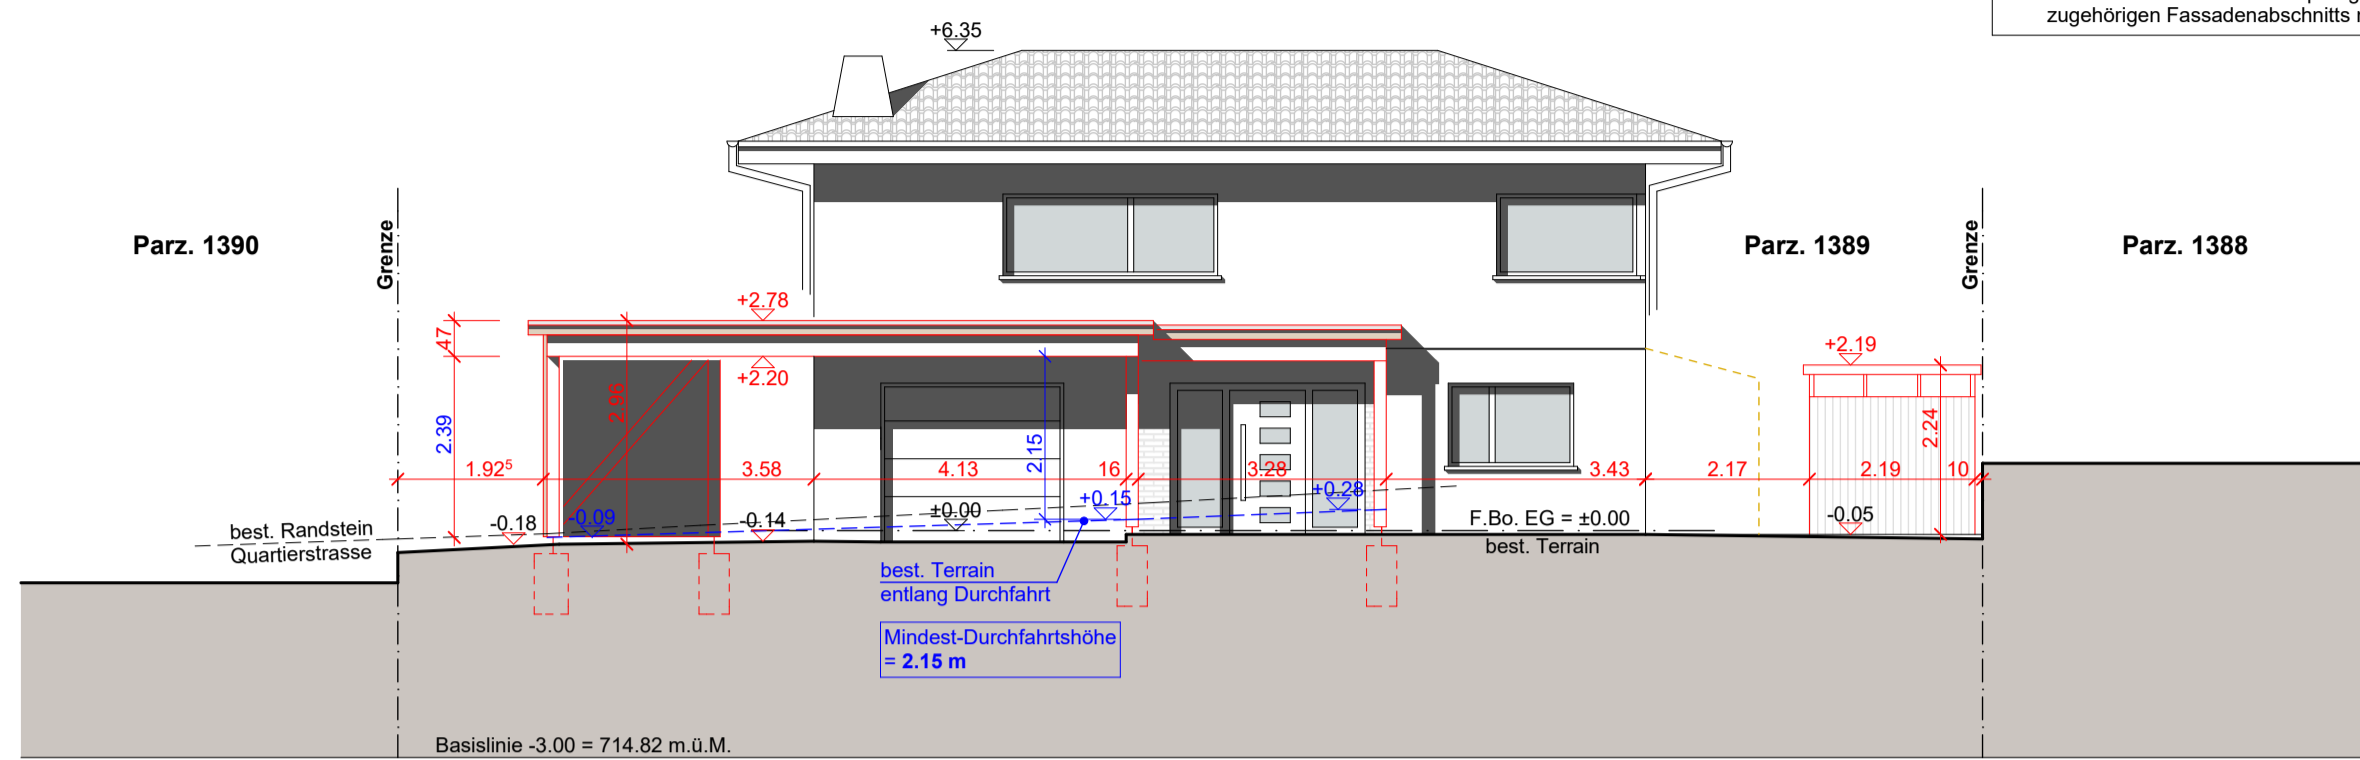 zugehörigen Fassadenabschnitts
+6.35
Parz. 1390
Grenze
Parz. 1389
Grenze
Parz. 1388
+2.78
47
+2.20
+2.19
2.39
2.96
2.15
2.24
1.92⁵
3.58
4.13
16
3.28
3.43
2.17
2.19
10
best. Randstein
Quartierstrasse
-0.18
-0.09
-0.14
±0.00
+0.15
+0.28
F.Bo. EG = ±0.00
best. Terrain
-0.05
best. Terrain
entlang Durchfahrt
Mindest-Durchfahrtshöhe
= 2.15 m
Basislinie -3.00 = 714.82 m.ü.M.